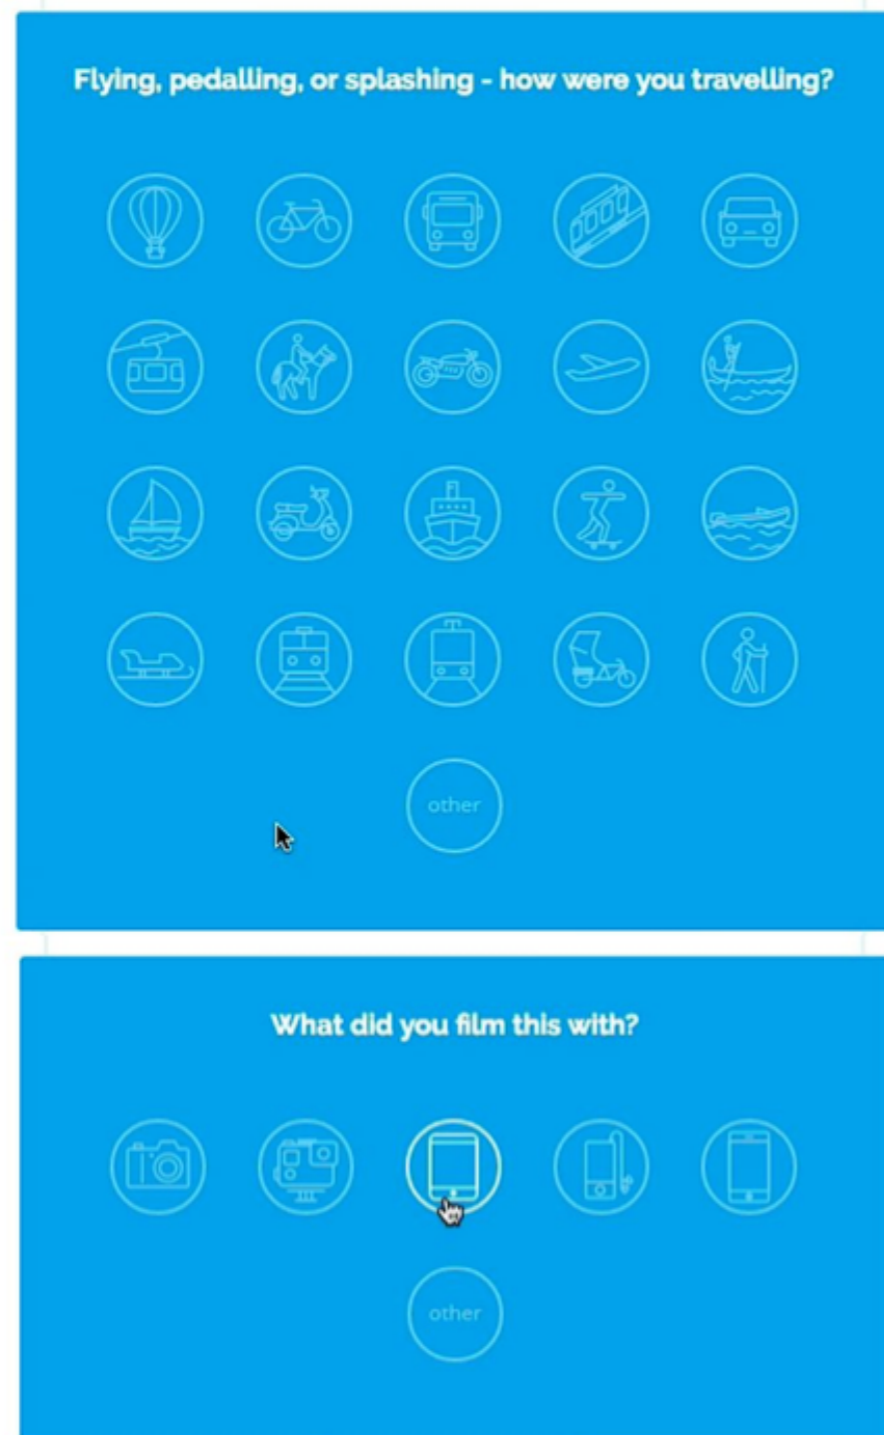 Flying, pedalling, or splashing - how were you travelling?
other
What did you film this with?
other